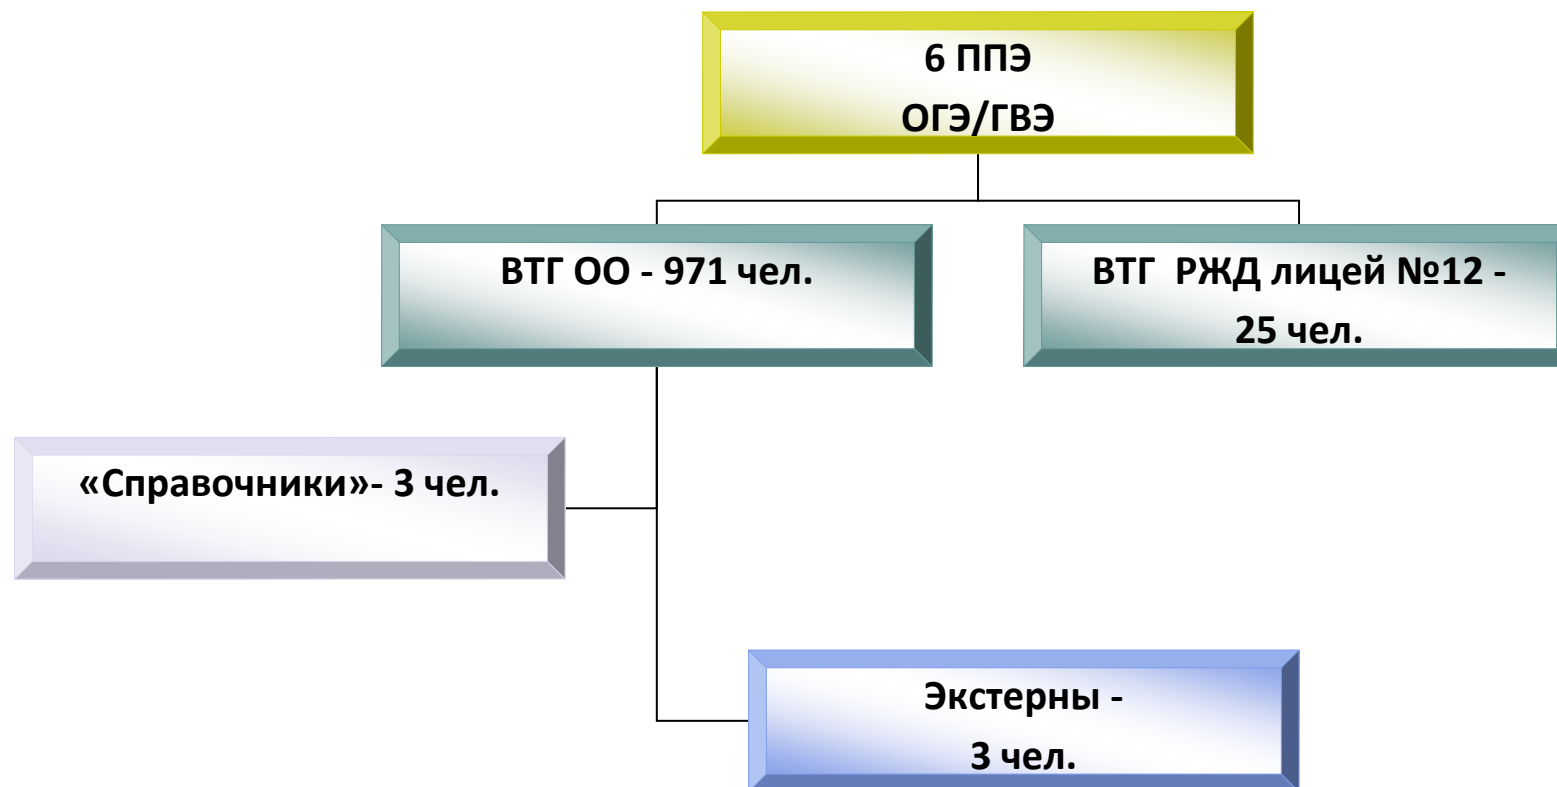 6 ППЭ
ОГЭ/ГВЭ
ВТГ ОО - 971 чел.
ВТГ  РЖД лицей №12 -
25 чел.
«Справочники»- 3 чел.
Экстерны -
3 чел.